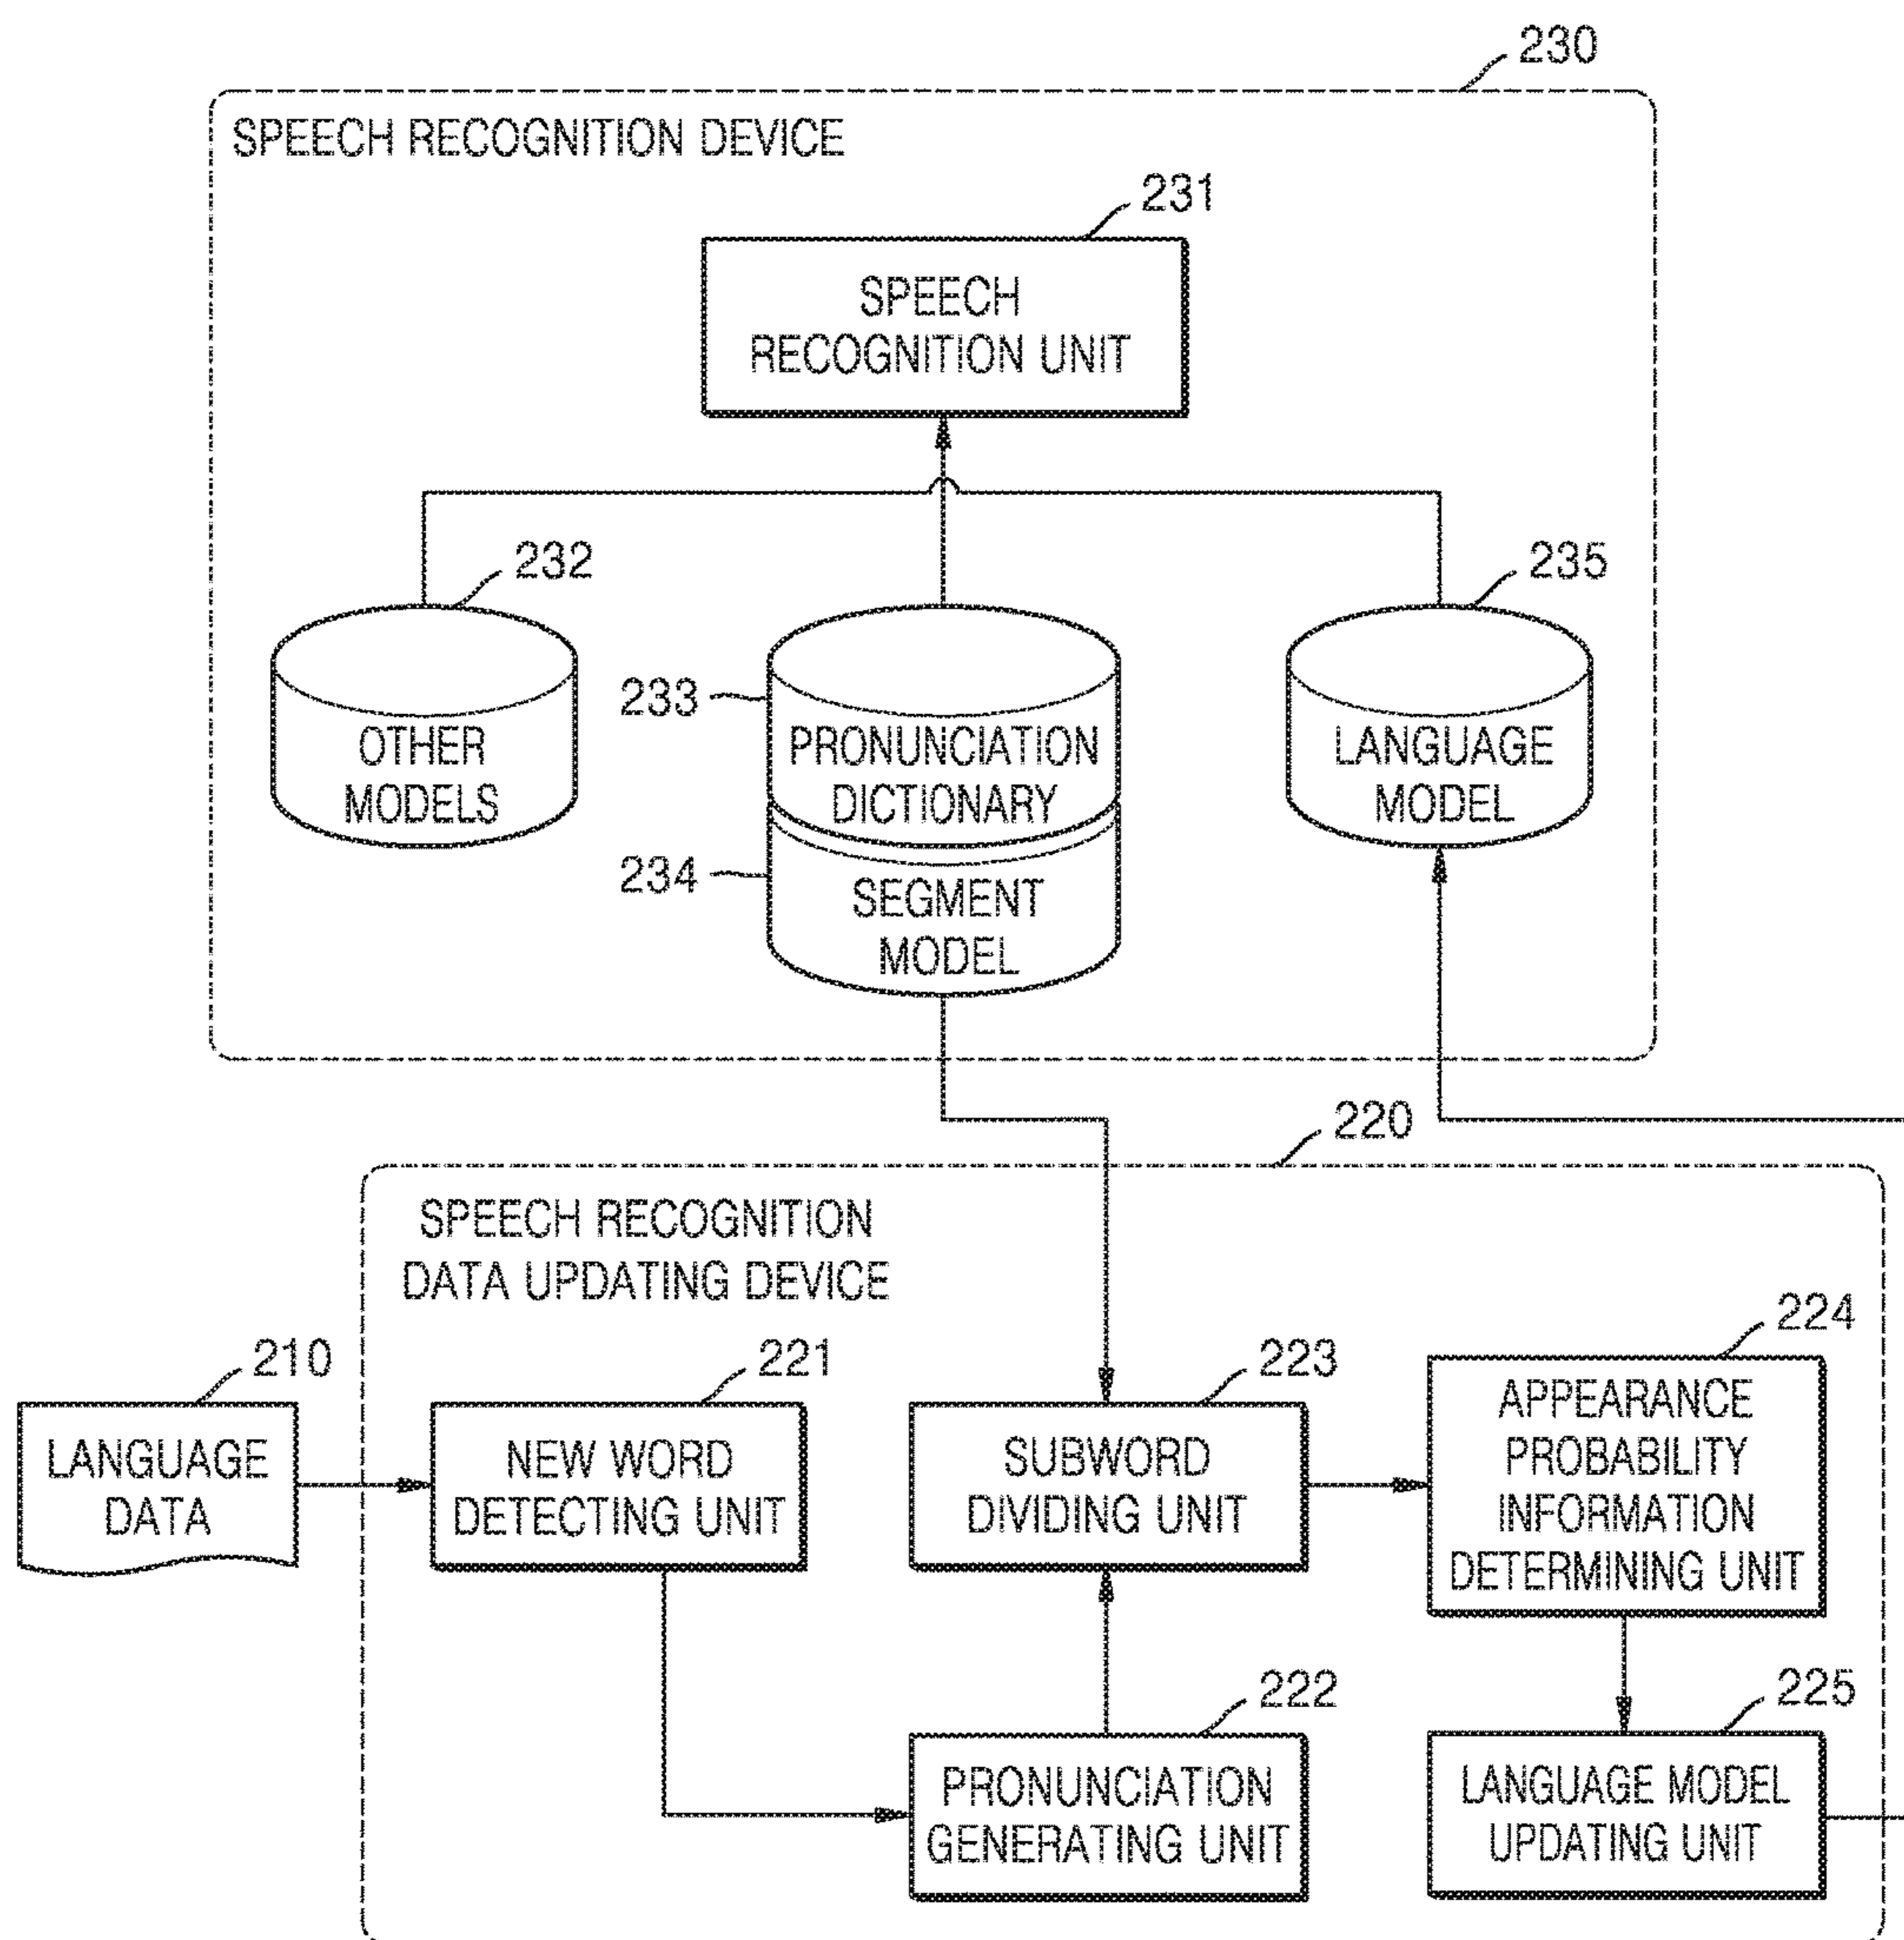 230
SPEECH RECOGNITION DEVICE
231
SPEECH
RECOGNITION UNIT
232
235
233
OTHER
MODELS
PRONUNCIATION
DICTIONARY
LANGUAGE
MODEL
234
SEGMENT
MODEL
220
SPEECH RECOGNITION
DATA UPDATING DEVICE
210
221
223
224
LANGUAGE
DATA
NEW WORD
DETECTING UNIT
SUBWORD
DIVIDING UNIT
APPEARANCE
PROBABILITY
INFORMATION
DETERMINING UNIT
222
225
PRONUNCIATION
GENERATING UNIT
LANGUAGE MODEL
UPDATING UNIT